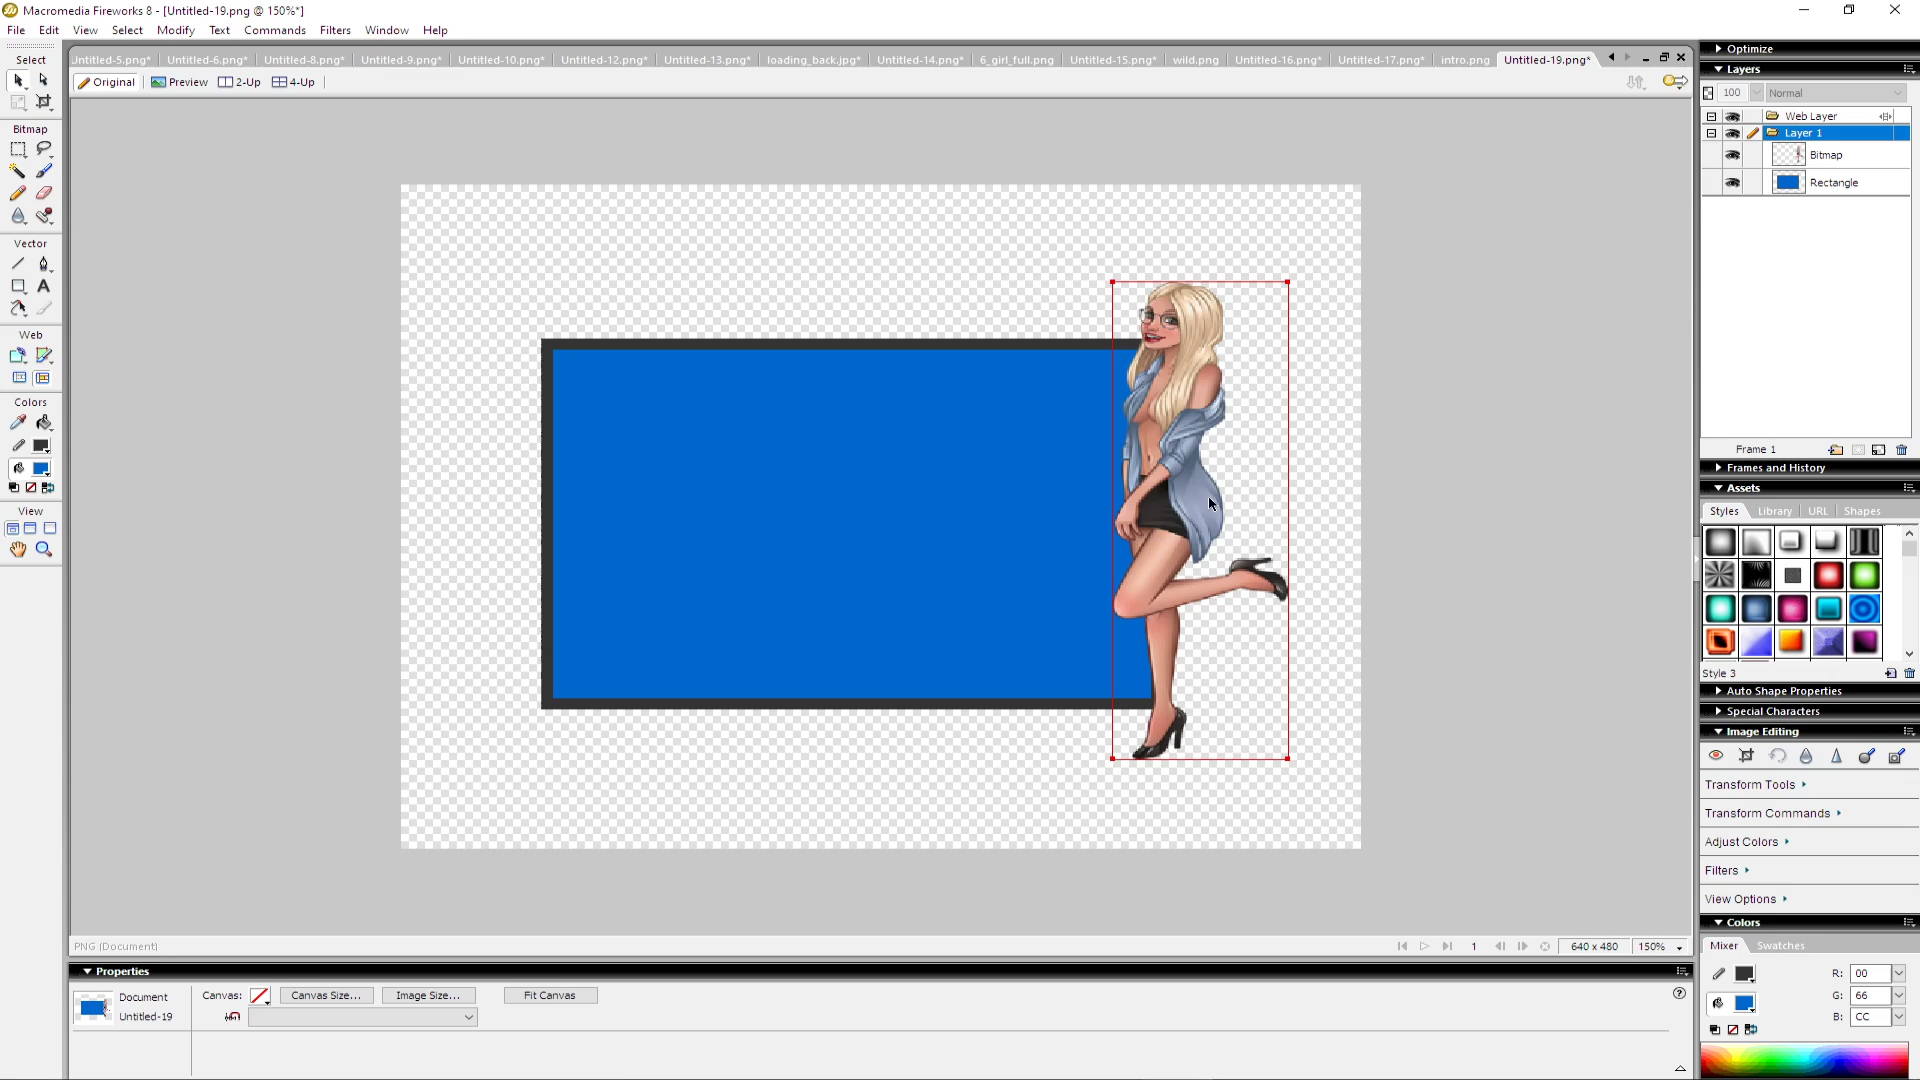 Macromedia Fireworks 8 - [Untitled-19.png @ 150%*]
File Edit View Select Modify Text Commands Filters Window Help
Select
Untitled-5.png* Untitled-6.png* Untitled-8.png* Untitled-9.png* Untitled-10.png* Untitled-12.png* Untitled-13.png* loading_back.jpg* Untitled-14.png* 6_girl_full.png Untitled-15.png* wild.png Untitled-16.png* Untitled-17.png* intro.png Untitled-19.png*
Original Preview 2-Up 4-Up
Bitmap
Vector
A
Web
Colors
View
Optimize
Layers
100 Normal
Web Layer
Layer 1
Bitmap
Rectangle
Frame 1
Frames and History
Assets
Styles Library URL Shapes
Style 3
Auto Shape Properties
Special Characters
Image Editing
Transform Tools
Transform Commands
Adjust Colors
Filters
View Options
Colors
Mixer Swatches
R: 00
G: 66
B: CC
PNG (Document)
1 640 x 480 150%
Properties
Document
Untitled-19
Canvas: Canvas Size... Image Size... Fit Canvas